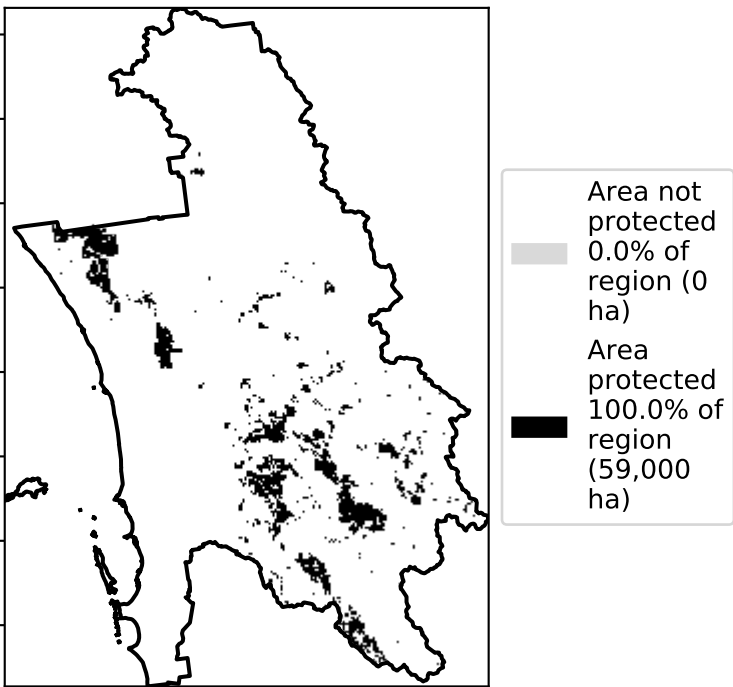 Area not
protected
0.0% of
region (0
ha)
Area
protected
100.0% of
region
(59,000
ha)